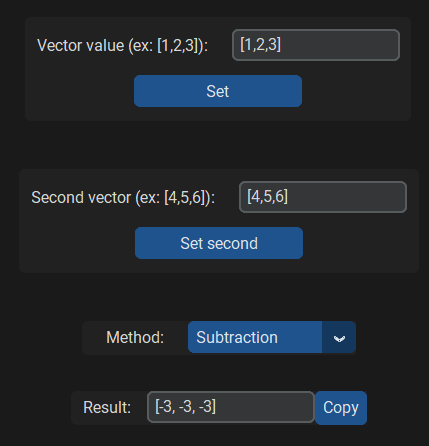 Vector value (ex: [1,2,3]): [1,2,3]
Set
Second vector (ex: [4,5,6]): [4,5,6]
Set second
Method: Subtraction
Result: [-3, -3, -3] Copy